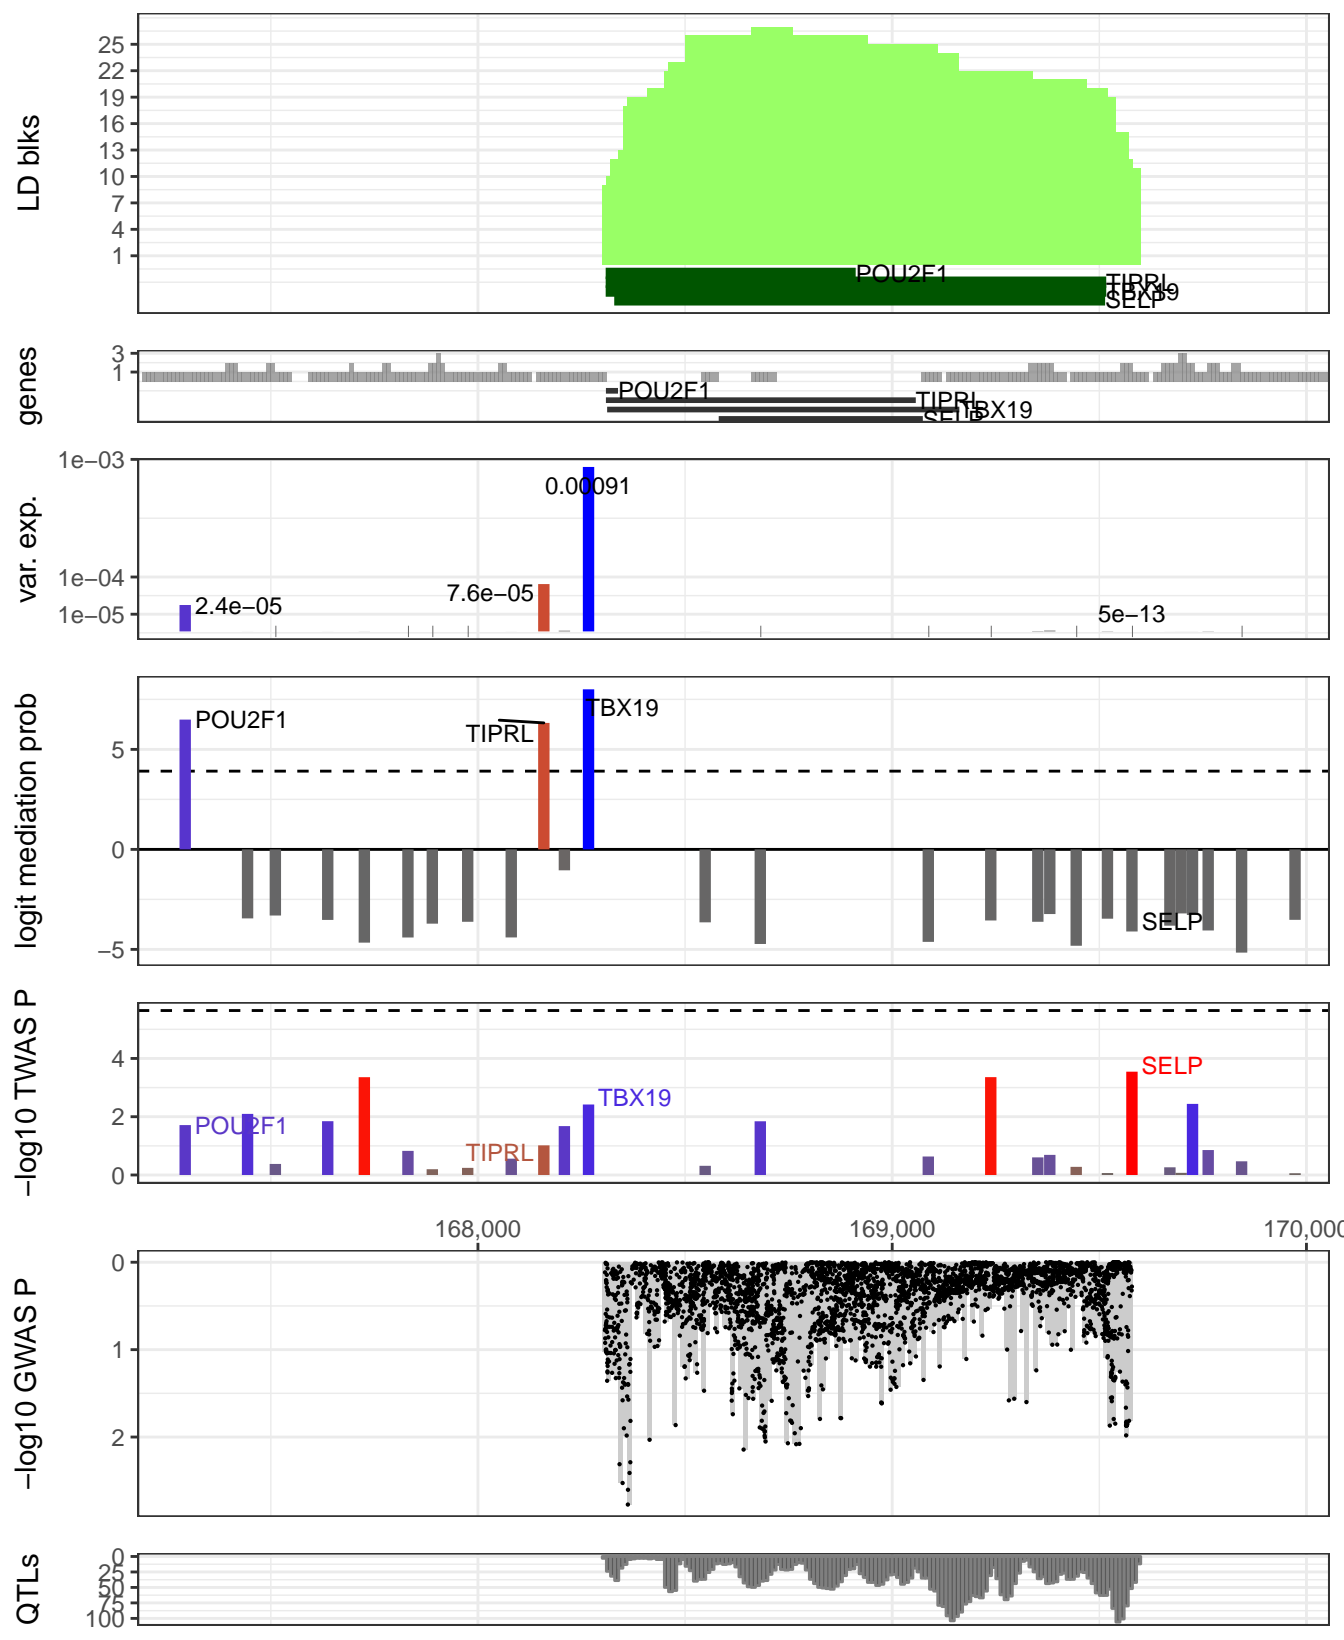 LD blks
25
22
19
16
13
10
7
4
1
POU2F1
TIPRL
TBX19
SELP
genes
3
1
POU2F1
TIPRL
TBX19
SELP
var. exp.
1e−03
1e−04
1e−05
2.4e−05
7.6e−05
0.00091
5e−13
logit mediation prob
5
0
−5
POU2F1
TIPRL
TBX19
SELP
−log10 TWAS P
4
2
0
POU2F1
TIPRL
TBX19
SELP
168,000
169,000
170,000
−log10 GWAS P
0
1
2
QTLs
0
25
50
75
100